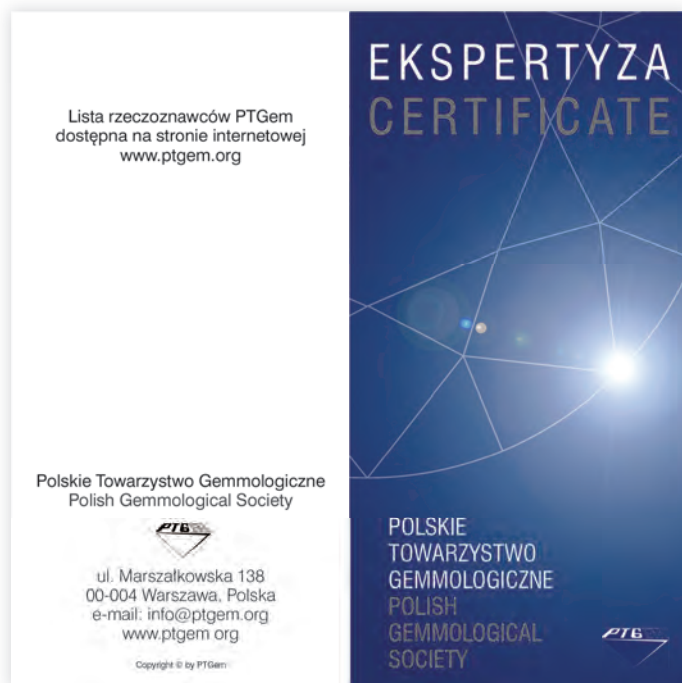 Lista rzeczoznawców PTGem
dostępna na stronie internetowej
www.ptgem.org
Polskie Towarzystwo Gemmologiczne
Polish Gemmological Society
PTG
ul. Marszałkowska 138
00-004 Warszawa, Polska
e-mail: info@ptgem.org
www.ptgem org
Copyright © by PTGem
EKSPERTYZA
CERTIFICATE
POLSKIE
TOWARZYSTWO
GEMMOLOGICZNE
POLISH
GEMMOLOGICAL
SOCIETY
PTG